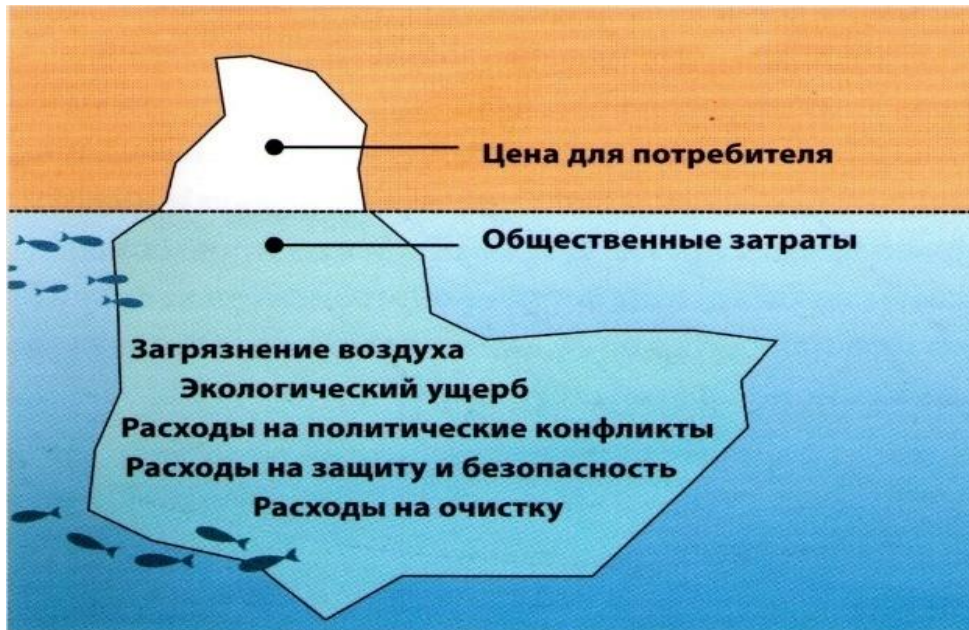 Цена для потребителя
Общественные затраты
Загрязнение воздуха
Экологический ущерб
Расходы на политические конфликты
Расходы на защиту и безопасность
Расходы на очистку